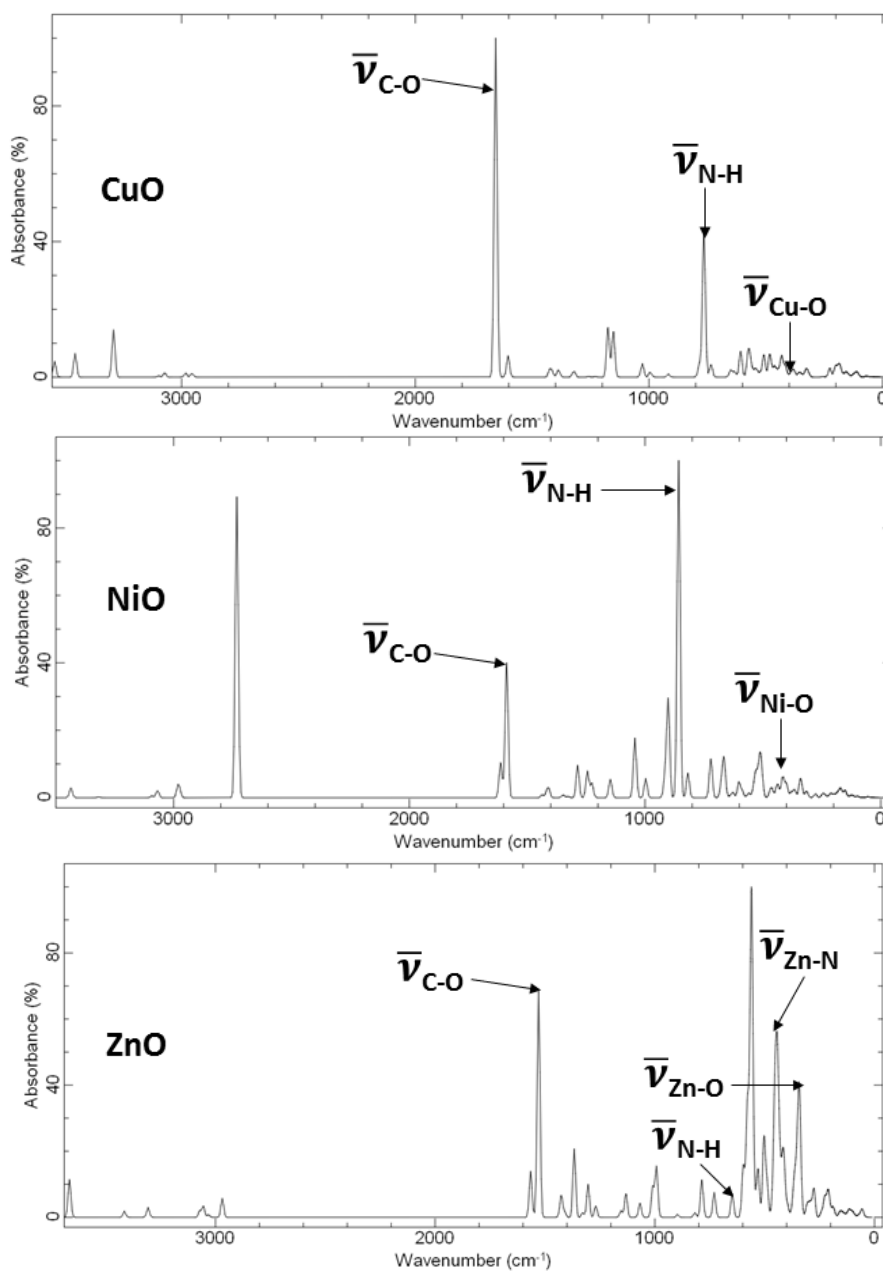 ν̅C-O
ν̅N-H
CuO
ν̅Cu-O
Absorbance (%)
80
40
0
3000 2000 1000 0
Wavenumber (cm-1)
ν̅N-H
NiO
ν̅C-O
ν̅Ni-O
Absorbance (%)
80
40
0
3000 2000 1000 0
Wavenumber (cm-1)
ν̅Zn-N
ν̅C-O
ZnO
ν̅Zn-O
ν̅N-H
Absorbance (%)
80
40
0
3000 2000 1000 0
Wavenumber (cm-1)